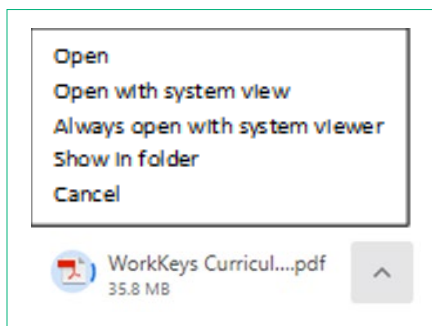 Open
Open with system view
Always open with system viewer
Show in folder
Cancel
WorkKeys Curricul....pdf
35.8 MB